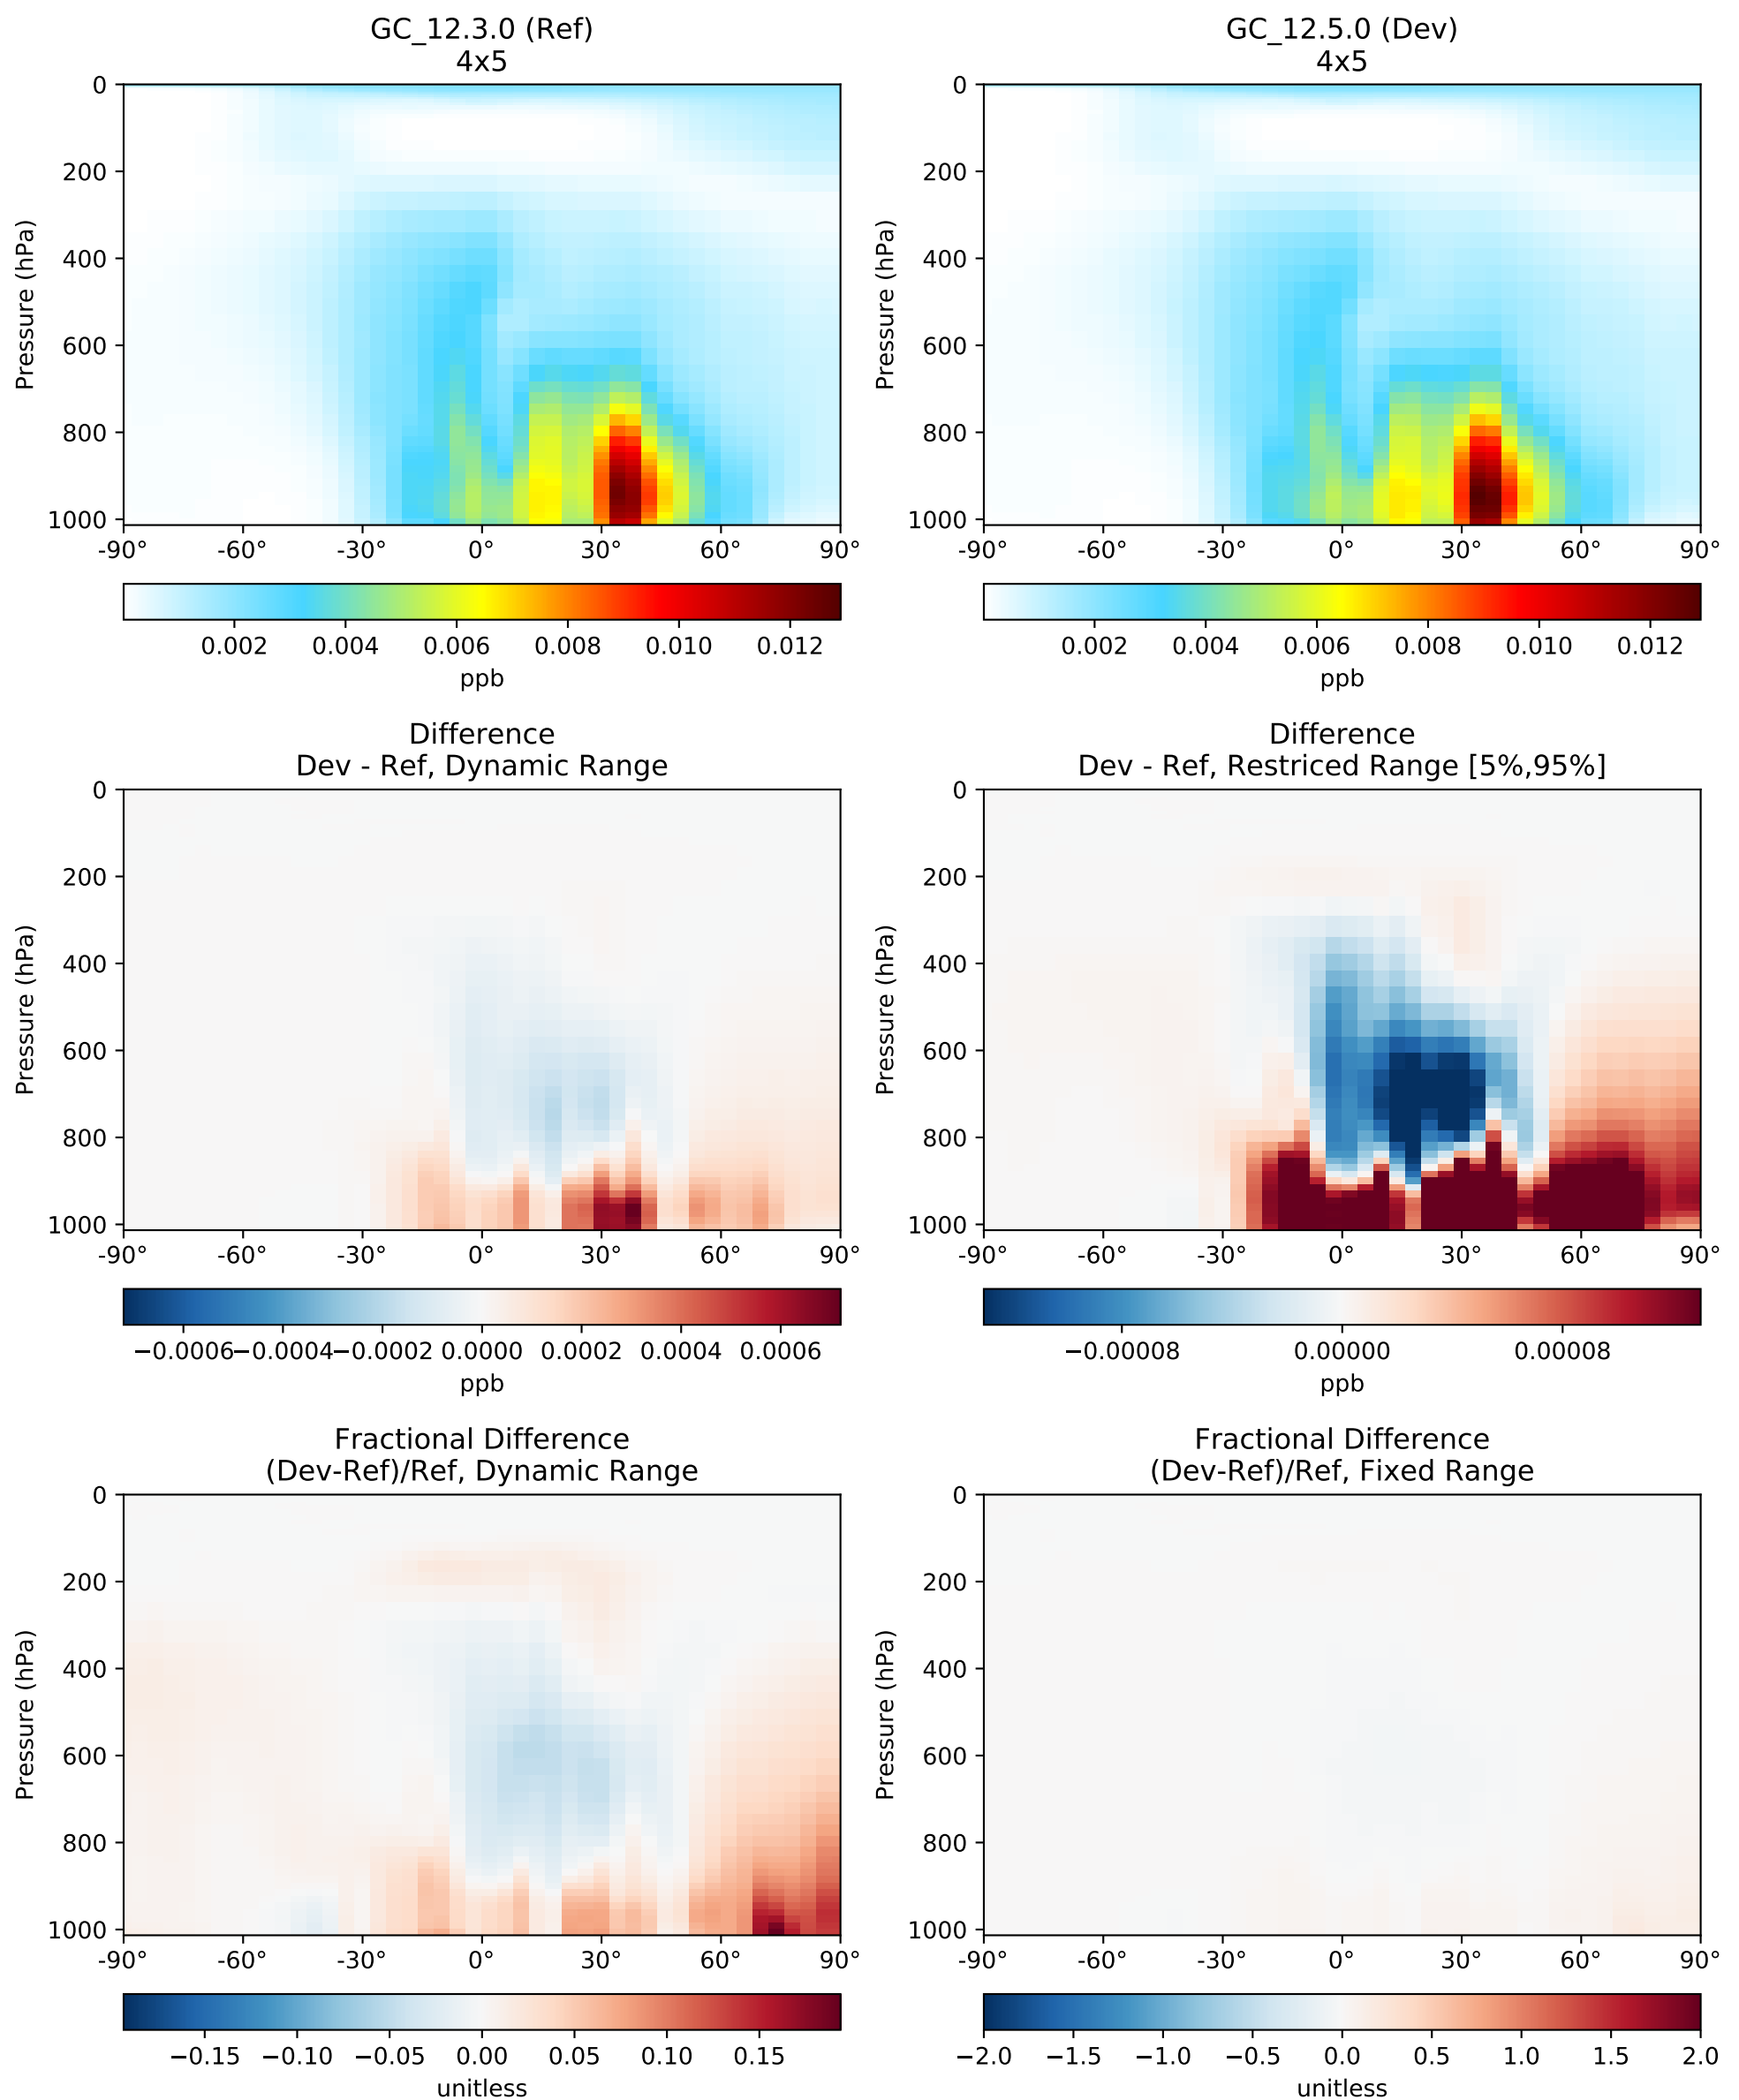 GC_12.3.0 (Ref)
4x5
GC_12.5.0 (Dev)
4x5
Pressure (hPa)
0
200
400
600
800
1000
-90° -60° -30° 0° 30° 60° 90°
0.002 0.004 0.006 0.008 0.010 0.012
ppb
Pressure (hPa)
0
200
400
600
800
1000
-90° -60° -30° 0° 30° 60° 90°
0.002 0.004 0.006 0.008 0.010 0.012
ppb
Difference
Dev - Ref, Dynamic Range
Pressure (hPa)
0
200
400
600
800
1000
-90° -60° -30° 0° 30° 60° 90°
−0.0006 −0.0004 −0.0002 0.0000 0.0002 0.0004 0.0006
ppb
Difference
Dev - Ref, Restriced Range [5%,95%]
Pressure (hPa)
0
200
400
600
800
1000
-90° -60° -30° 0° 30° 60° 90°
−0.00008 0.00000 0.00008
ppb
Fractional Difference
(Dev-Ref)/Ref, Dynamic Range
Pressure (hPa)
0
200
400
600
800
1000
-90° -60° -30° 0° 30° 60° 90°
−0.15 −0.10 −0.05 0.00 0.05 0.10 0.15
unitless
Fractional Difference
(Dev-Ref)/Ref, Fixed Range
Pressure (hPa)
0
200
400
600
800
1000
-90° -60° -30° 0° 30° 60° 90°
−2.0 −1.5 −1.0 −0.5 0.0 0.5 1.0 1.5 2.0
unitless